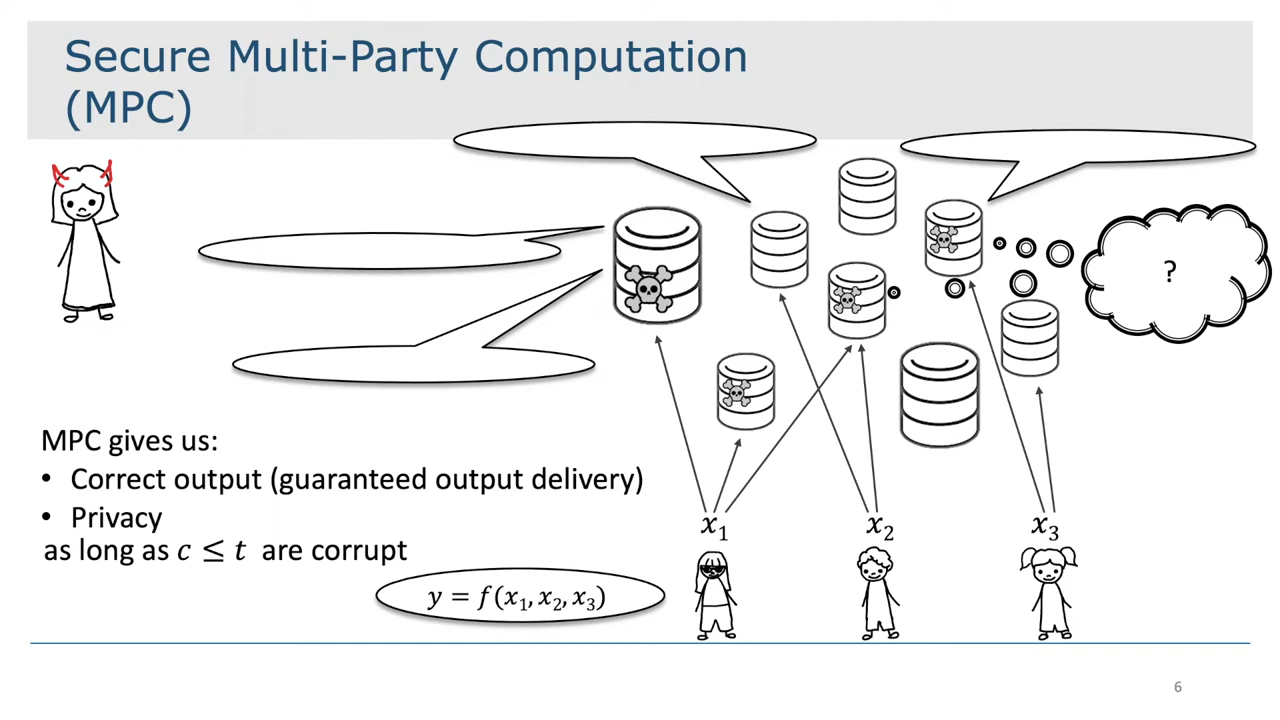 Secure Multi-Party Computation
(MPC)
?
MPC gives us:
• Correct output (guaranteed output delivery)
• Privacy
as long as c ≤ t are corrupt
x₁ x₂ x₃
y = f(x₁, x₂, x₃)
6